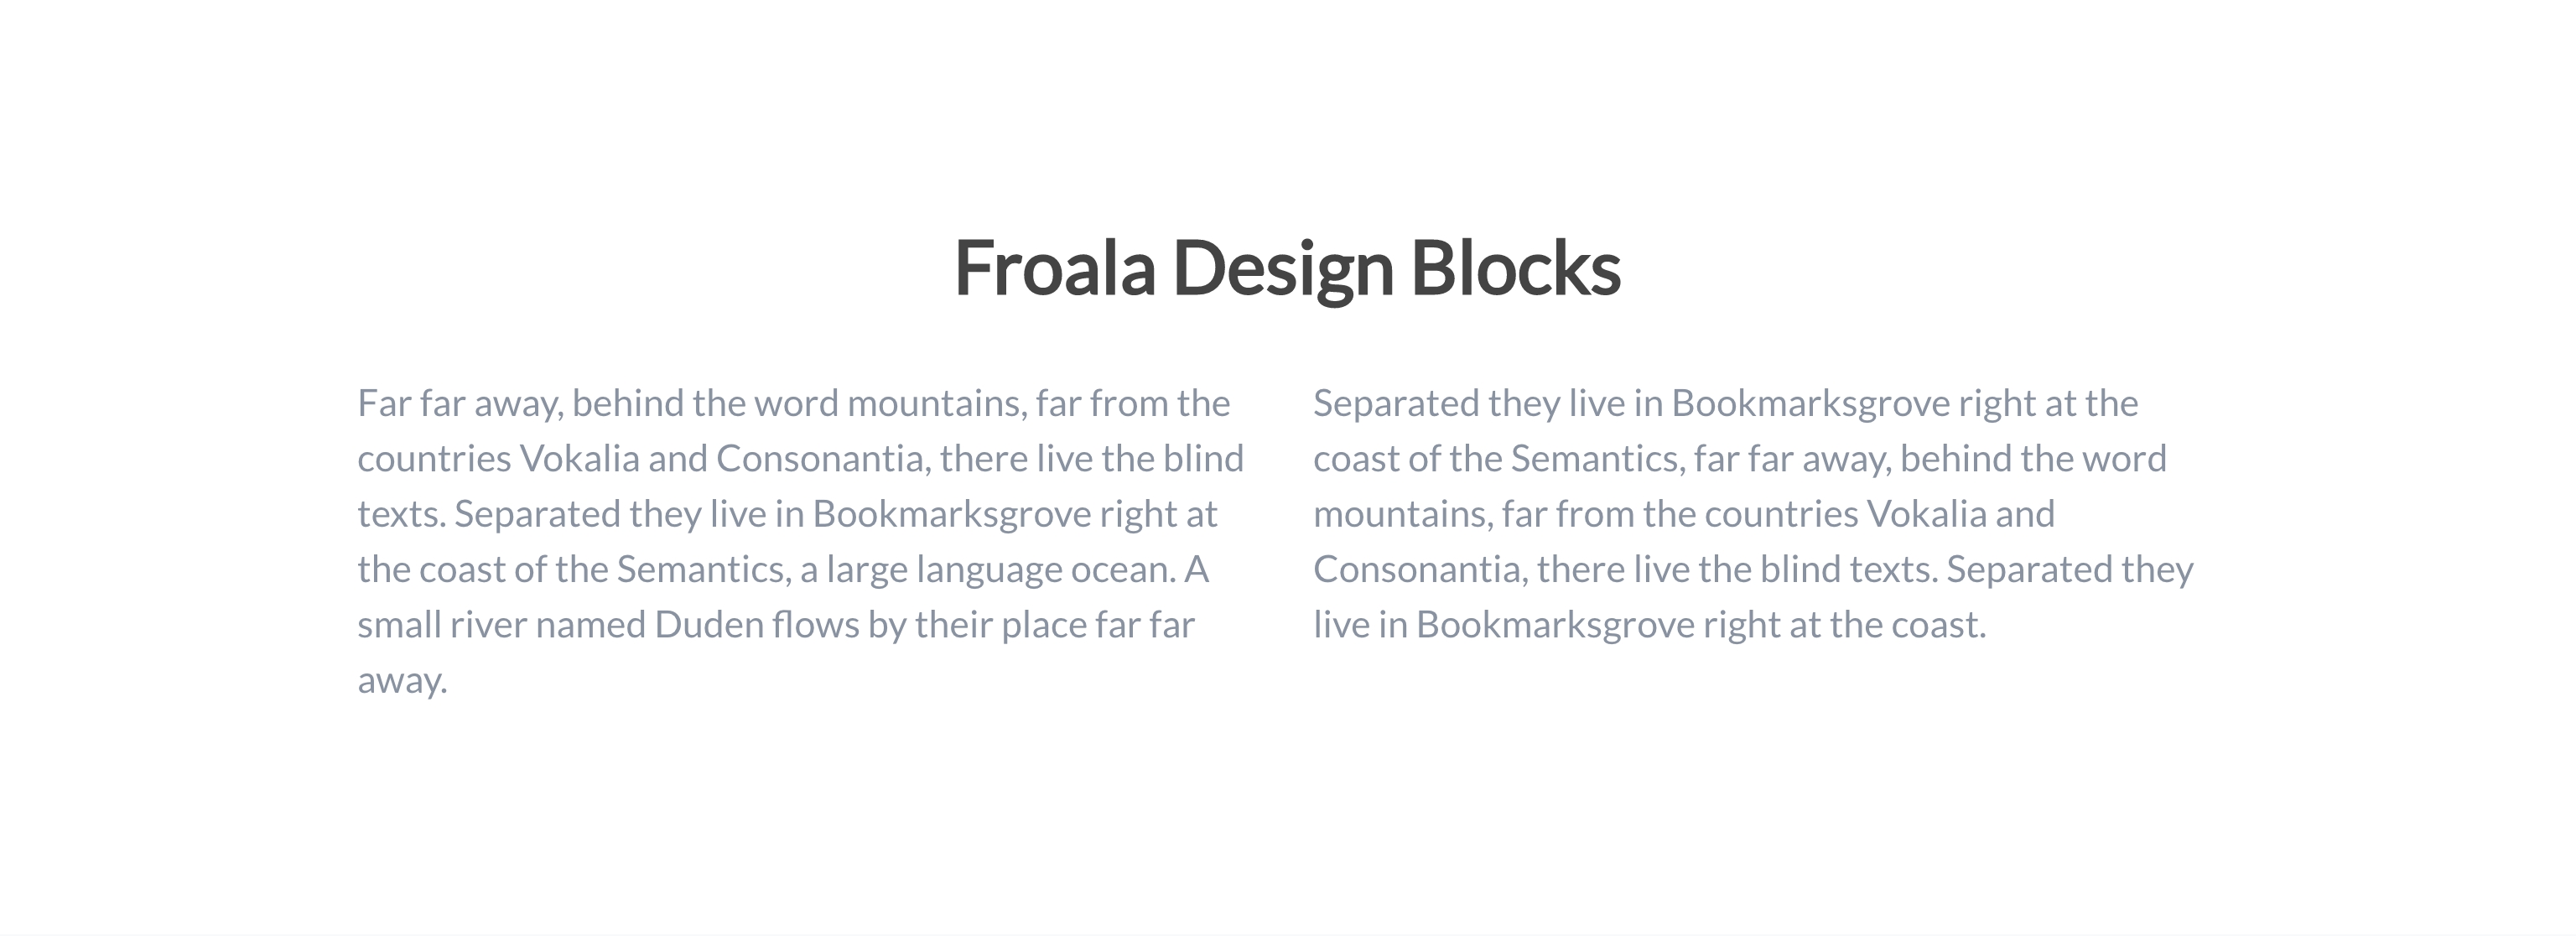 Froala Design Blocks
Far far away, behind the word mountains, far from the
countries Vokalia and Consonantia, there live the blind
texts. Separated they live in Bookmarksgrove right at
the coast of the Semantics, a large language ocean. A
small river named Duden flows by their place far far
away.
Separated they live in Bookmarksgrove right at the
coast of the Semantics, far far away, behind the word
mountains, far from the countries Vokalia and
Consonantia, there live the blind texts. Separated they
live in Bookmarksgrove right at the coast.